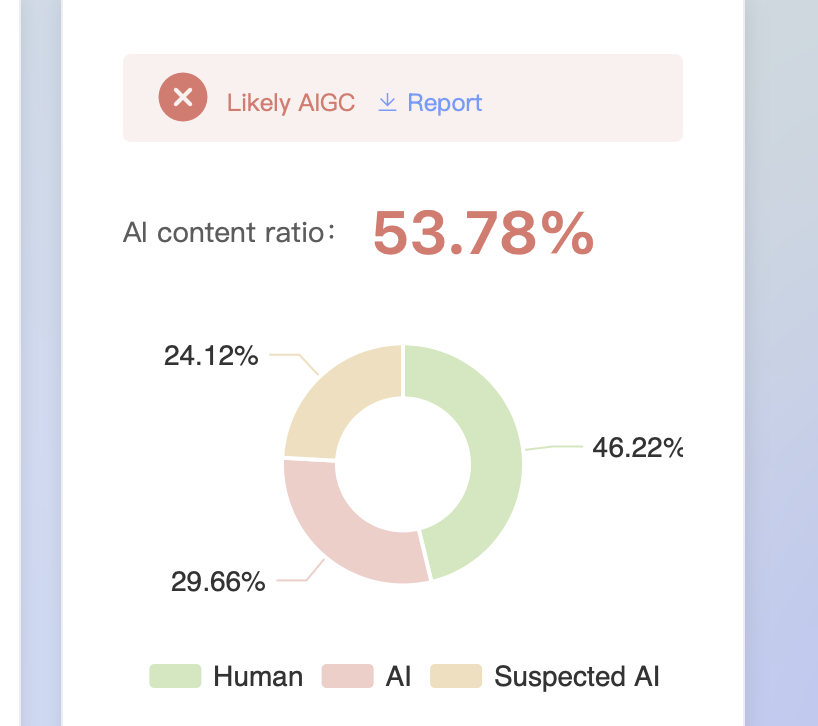 Likely AIGC Report
AI content ratio: 53.78%
24.12%
46.22%
29.66%
Human AI Suspected AI